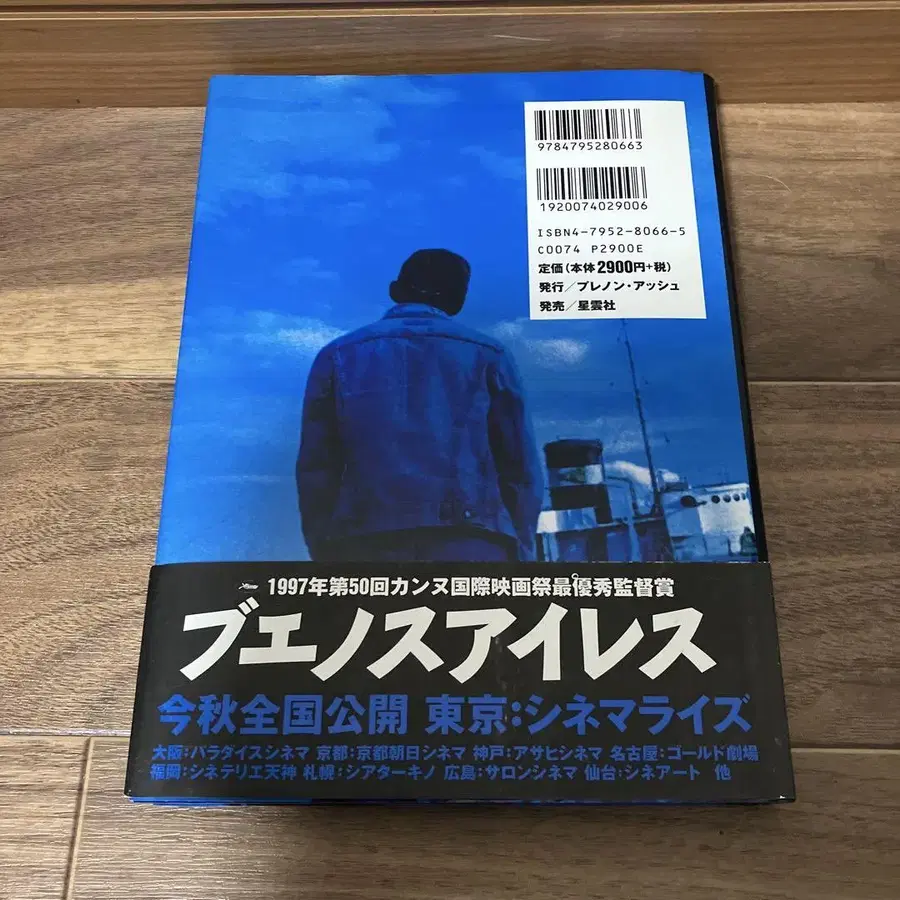 9784795280663
1920074029006
ISBN4-7952-8066-5
C0074 P2900E
定価(本体2900円+税)
発行/プレノン・アッシュ
発売/星雲社
1997年第50回カンヌ国際映画祭最優秀監督賞
ブエノスアイレス
今秋全国公開 東京:シネマライズ
大阪:パラダイスシネマ 京都:京都朝日シネマ 神戸:アサヒシネマ 名古屋:ゴールド劇場
福岡:シネテリエ天神 札幌:シアターキノ 広島:サロンシネマ 仙台:シネアート 他